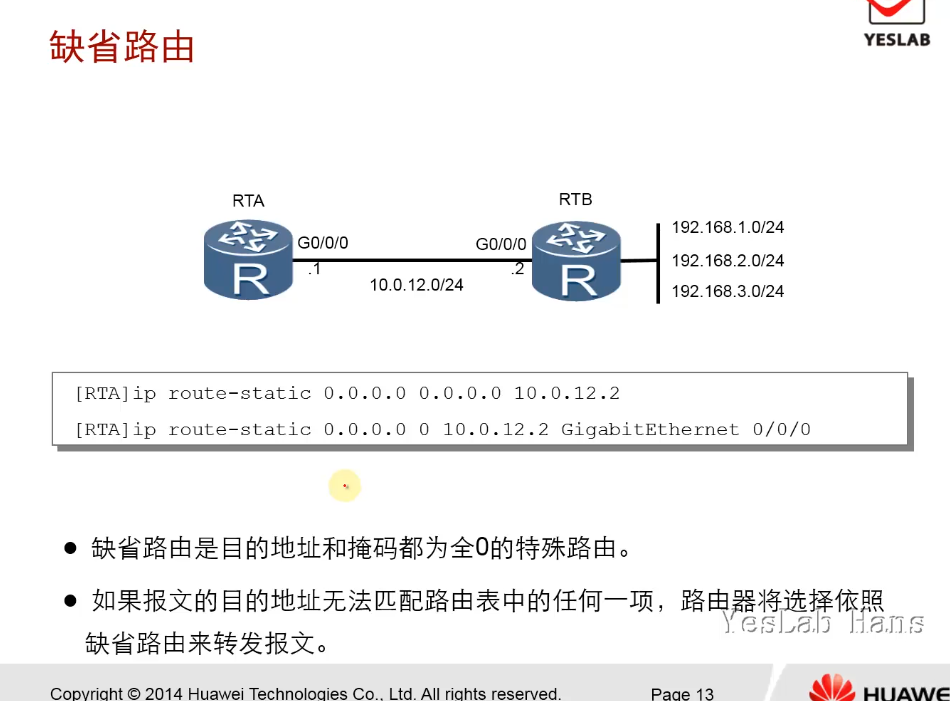 缺省路由
YESLAB
RTA
RTB
G0/0/0
G0/0/0
.1
.2
10.0.12.0/24
192.168.1.0/24
192.168.2.0/24
192.168.3.0/24
R
R
[RTA]ip route-static 0.0.0.0 0.0.0.0 10.0.12.2
[RTA]ip route-static 0.0.0.0 0 10.0.12.2 GigabitEthernet 0/0/0
● 缺省路由是目的地址和掩码都为全0的特殊路由。
● 如果报文的目的地址无法匹配路由表中的任何一项，路由器将选择依照
缺省路由来转发报文。
YesLab Hans
Copyright © 2014 Huawei Technologies Co., Ltd. All rights reserved.
Page 13
HUAWE